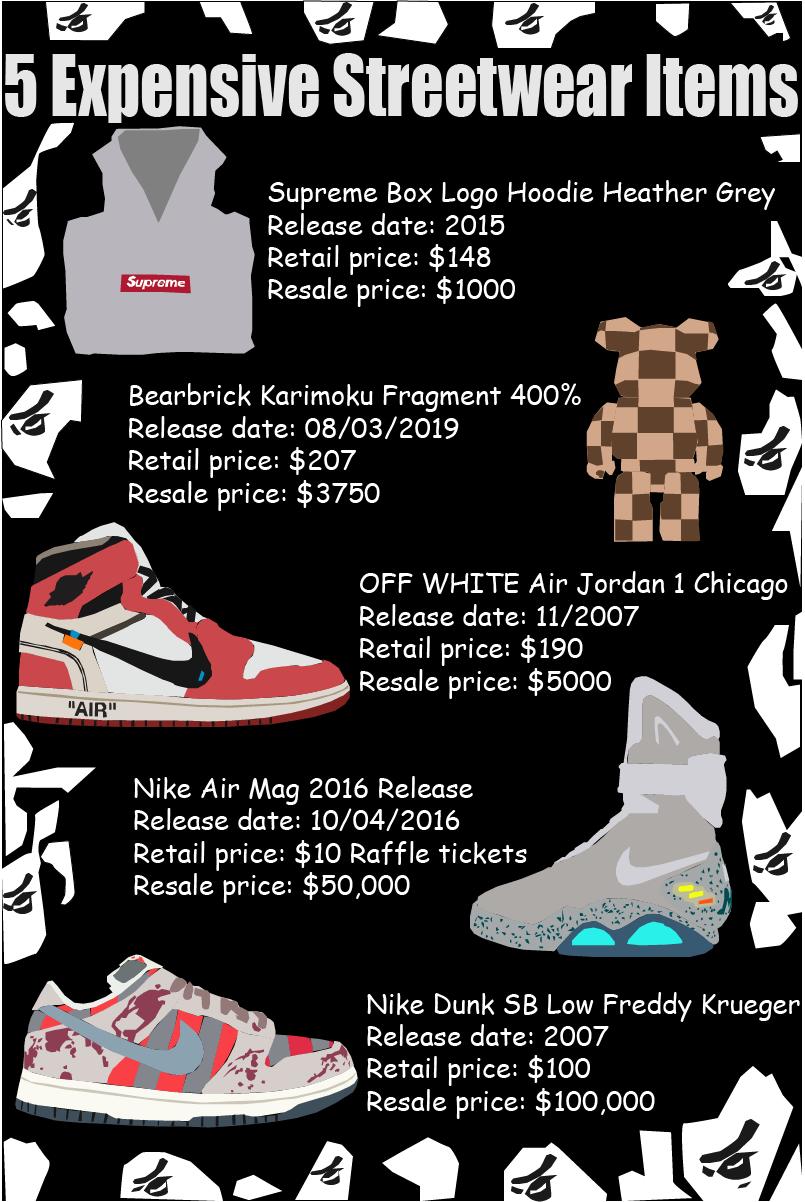 5 Expensive Streetwear Items
Supreme Box Logo Hoodie Heather Grey
Release date: 2015
Retail price: $148
Resale price: $1000
Supreme
Bearbrick Karimoku Fragment 400%
Release date: 08/03/2019
Retail price: $207
Resale price: $3750
OFF WHITE Air Jordan 1 Chicago
Release date: 11/2007
Retail price: $190
Resale price: $5000
"AIR"
Nike Air Mag 2016 Release
Release date: 10/04/2016
Retail price: $10 Raffle tickets
Resale price: $50,000
Nike Dunk SB Low Freddy Krueger
Release date: 2007
Retail price: $100
Resale price: $100,000